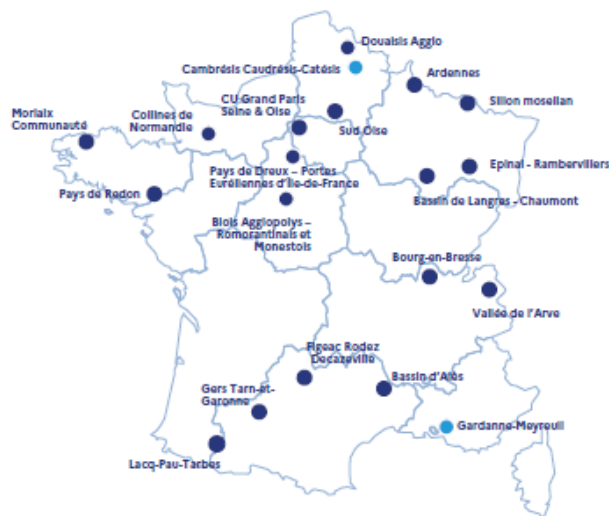 Douaisis Agglo
Cambrésis Caudrésis-Catésis
Ardennes
CU Grand Paris
Seine & Oise
Sillon mosellan
Collines de
Normandie
Morlaix
Communauté
Sud Oise
Pays de Dreux – Portes
Euréliennes d'Île-de-France
Epinal - Rambervillers
Pays de Redon
Bassin de Langres - Chaumont
Blois Agglopolys –
Romorantinais et
Monestois
Bourg-en-Bresse
Vallée de l'Arve
Figeac Rodez
Decazeville
Bassin d'Alès
Gers Tarn-et-
Garonne
Gardanne-Meyreuil
Lacq-Pau-Tarbes